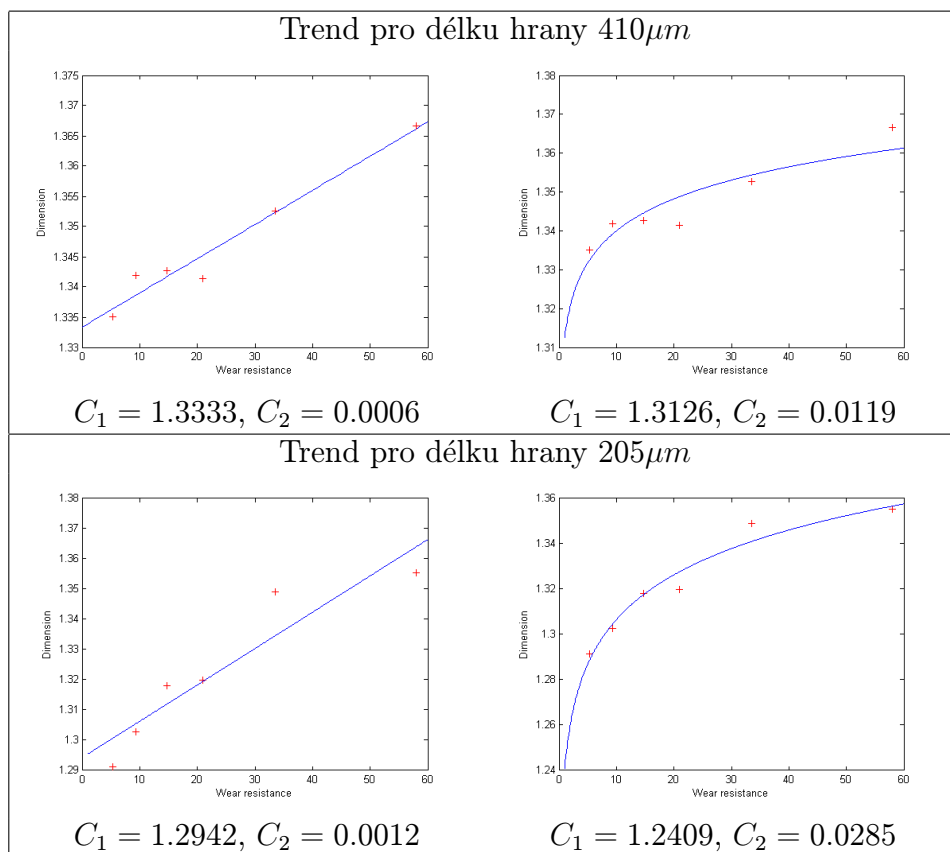 Trend pro délku hrany 410μm
1.375
1.37
1.365
1.36
1.355
1.35
1.345
1.34
1.335
1.33
Dimension
0 10 20 30 40 50 60
Wear resistance
1.38
1.37
1.36
1.35
1.34
1.33
1.32
1.31
Dimension
0 10 20 30 40 50 60
Wear resistance
C₁ = 1.3333, C₂ = 0.0006
C₁ = 1.3126, C₂ = 0.0119
Trend pro délku hrany 205μm
1.38
1.37
1.36
1.35
1.34
1.33
1.32
1.31
1.3
1.29
Dimension
0 10 20 30 40 50 60
Wear resistance
1.36
1.34
1.32
1.3
1.28
1.26
1.24
Dimension
0 10 20 30 40 50 60
Wear resistance
C₁ = 1.2942, C₂ = 0.0012
C₁ = 1.2409, C₂ = 0.0285